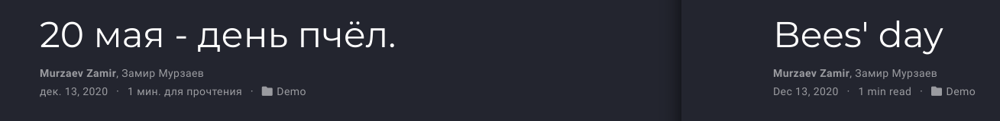 20 мая - день пчёл.
Murzaev Zamir, Замир Мурзаев
дек. 13, 2020 · 1 мин. для прочтения · Demo
Bees' day
Murzaev Zamir, Замир Мурзаев
Dec 13, 2020 · 1 min read · Demo